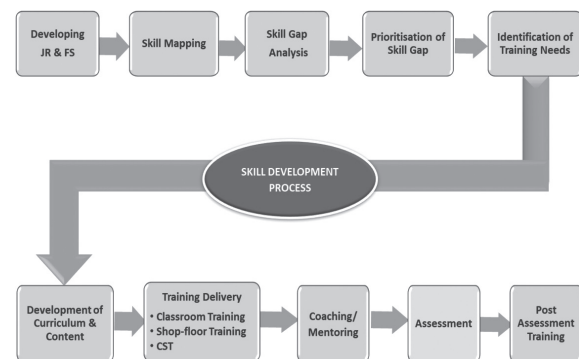 Developing
JR & FS
Skill Mapping
Skill Gap
Analysis
Prioritisation of
Skill Gap
Identification of
Training Needs
SKILL DEVELOPMENT
PROCESS
Development of
Curriculum &
Content
Training Delivery
• Classroom Training
• Shop-floor Training
• CST
Coaching/
Mentoring
Assessment
Post
Assessment
Training